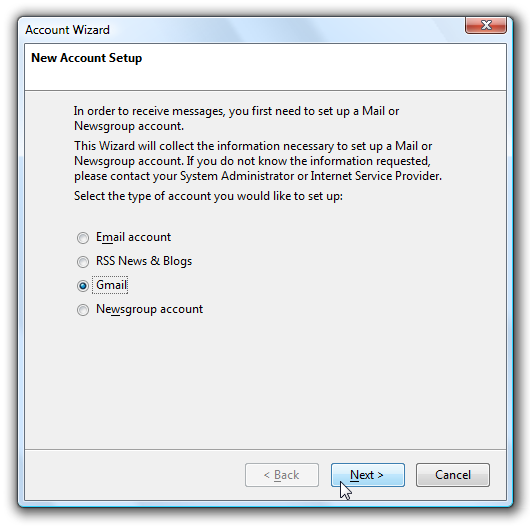 Account Wizard
New Account Setup
In order to receive messages, you first need to set up a Mail or
Newsgroup account.
This Wizard will collect the information necessary to set up a Mail or
Newsgroup account. If you do not know the information requested,
please contact your System Administrator or Internet Service Provider.
Select the type of account you would like to set up:
Email account
RSS News & Blogs
Gmail
Newsgroup account
< Back Next > Cancel